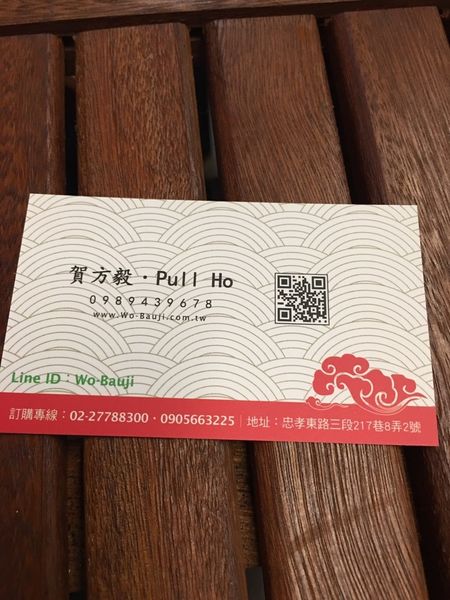 賀方毅・Pull Ho
0989439678
www.Wo-Bauji.com.tw
Line ID：Wo-Bauji
訂購專線：02-27788300・0905663225｜地址：忠孝東路三段217巷8弄2號